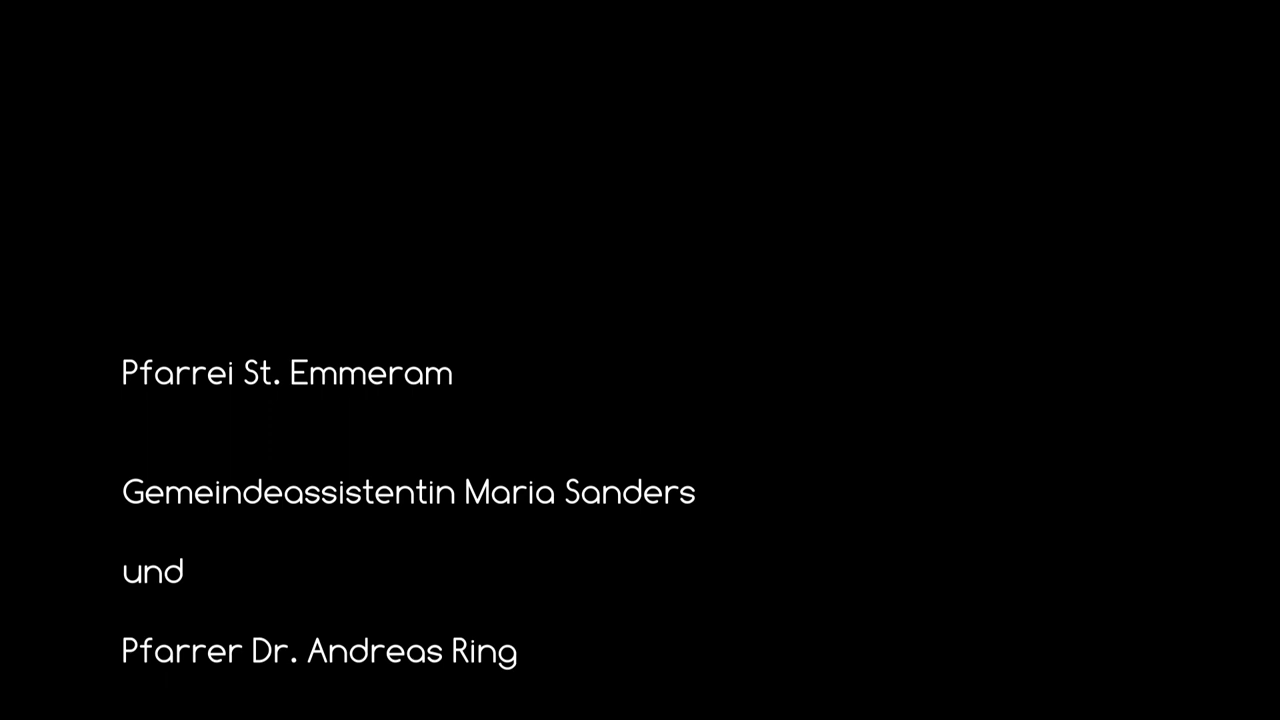 Pfarrei St. Emmeram
Gemeindeassistentin Maria Sanders
und
Pfarrer Dr. Andreas Ring